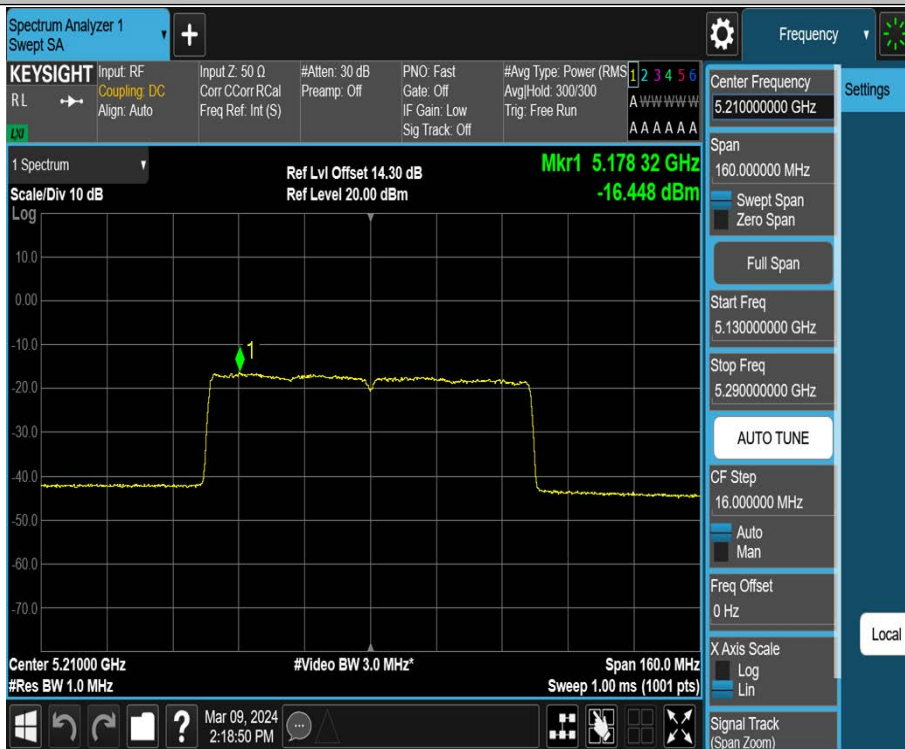 Spectrum Analyzer 1
Swept SA
Frequency
KEYSIGHT
RL
LXI
Input: RF
Coupling: DC
Align: Auto
Input Z: 50 Ω
Corr CCorr RCal
Freq Ref: Int (S)
#Atten: 30 dB
Preamp: Off
PNO: Fast
Gate: Off
IF Gain: Low
Sig Track: Off
#Avg Type: Power (RMS
Avg|Hold: 300/300
Trig: Free Run
1 2 3 4 5 6
A W W W W W
A A A A A A
1 Spectrum
Scale/Div 10 dB
Log
Ref Lvl Offset 14.30 dB
Ref Level 20.00 dBm
Mkr1 5.178 32 GHz
-16.448 dBm
10.0
0.00
-10.0
-20.0
-30.0
-40.0
-50.0
-60.0
-70.0
1
Center 5.21000 GHz
#Res BW 1.0 MHz
#Video BW 3.0 MHz*
Span 160.0 MHz
Sweep 1.00 ms (1001 pts)
Mar 09, 2024
2:18:50 PM
Center Frequency
5.210000000 GHz
Span
160.000000 MHz
Swept Span
Zero Span
Full Span
Start Freq
5.130000000 GHz
Stop Freq
5.290000000 GHz
AUTO TUNE
CF Step
16.000000 MHz
Auto
Man
Freq Offset
0 Hz
X Axis Scale
Log
Lin
Signal Track
(Span Zoom)
Settings
Local